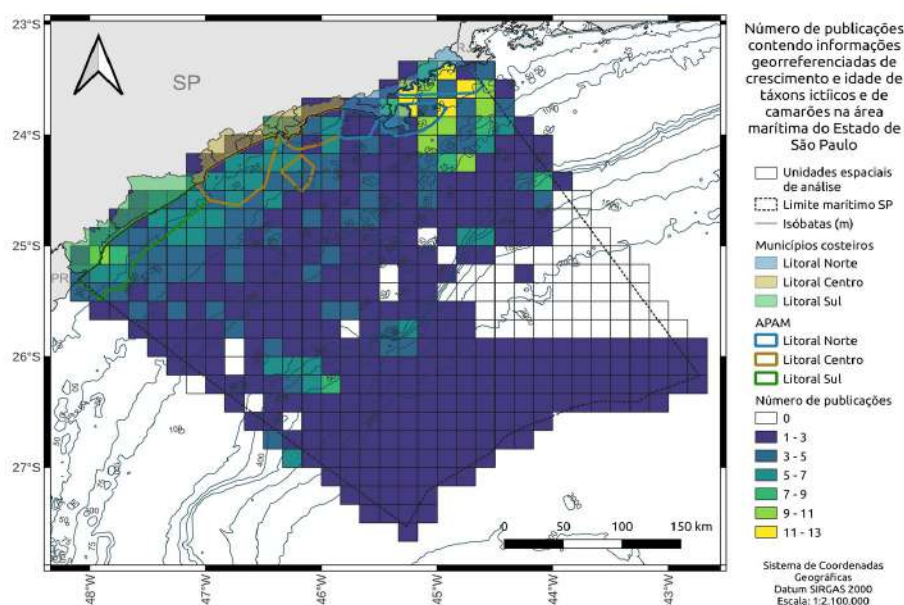 23°S
24°S
25°S
26°S
27°S
48°W
47°W
46°W
45°W
44°W
43°W
SP
PR
100
400
75
0 50 100 150 km
Número de publicações
contendo informações
georreferenciadas de
crescimento e idade de
táxons ictíicos e de
camarões na área
marítima do Estado de
São Paulo
Unidades espaciais
de análise
Limite marítimo SP
Isóbatas (m)
Municípios costeiros
Litoral Norte
Litoral Centro
Litoral Sul
APAM
Litoral Norte
Litoral Centro
Litoral Sul
Número de publicações
0
1 - 3
3 - 5
5 - 7
7 - 9
9 - 11
11 - 13
Sistema de Coordenadas
Geográficas
Datum SIRGAS 2000
Escala: 1:2.100.000